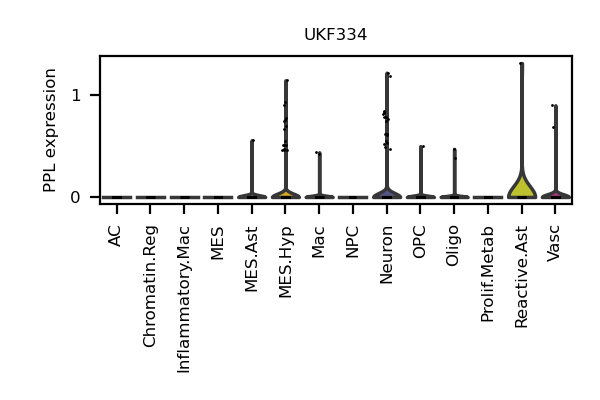 UKF334
PPL expression
1
0
AC
Chromatin.Reg
Inflammatory.Mac
MES
MES.Ast
MES.Hyp
Mac
NPC
Neuron
OPC
Oligo
Prolif.Metab
Reactive.Ast
Vasc